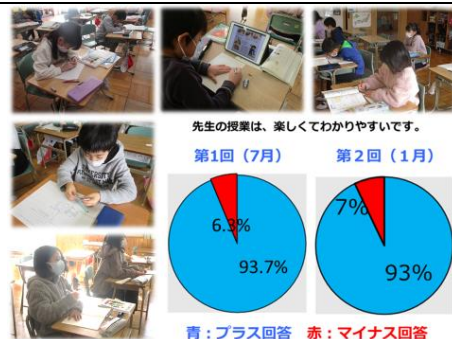 先生の授業は、楽しくてわかりやすいです。
第1回（7月）
第２回（１月）
6.3%
93.7%
7%
93%
青：プラス回答　赤：マイナス回答